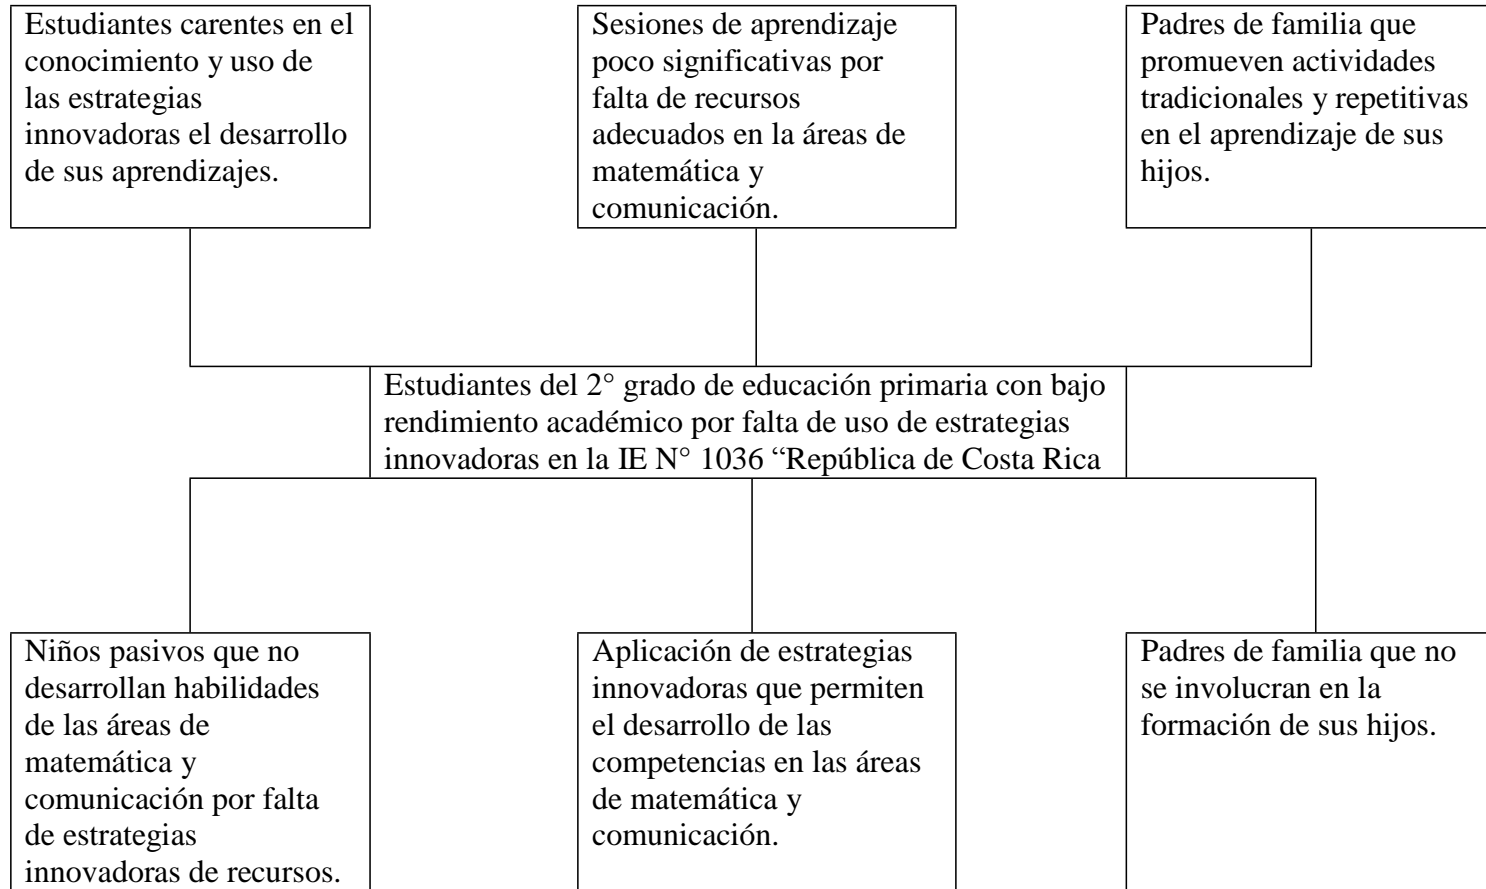 Estudiantes carentes en el
conocimiento y uso de
las estrategias
innovadoras el desarrollo
de sus aprendizajes.
Sesiones de aprendizaje
poco significativas por
falta de recursos
adecuados en la áreas de
matemática y
comunicación.
Padres de familia que
promueven actividades
tradicionales y repetitivas
en el aprendizaje de sus
hijos.
Estudiantes del 2° grado de educación primaria con bajo
rendimiento académico por falta de uso de estrategias
innovadoras en la IE N° 1036 “República de Costa Rica
Niños pasivos que no
desarrollan habilidades
de las áreas de
matemática y
comunicación por falta
de estrategias
innovadoras de recursos.
Aplicación de estrategias
innovadoras que permiten
el desarrollo de las
competencias en las áreas
de matemática y
comunicación.
Padres de familia que no
se involucran en la
formación de sus hijos.